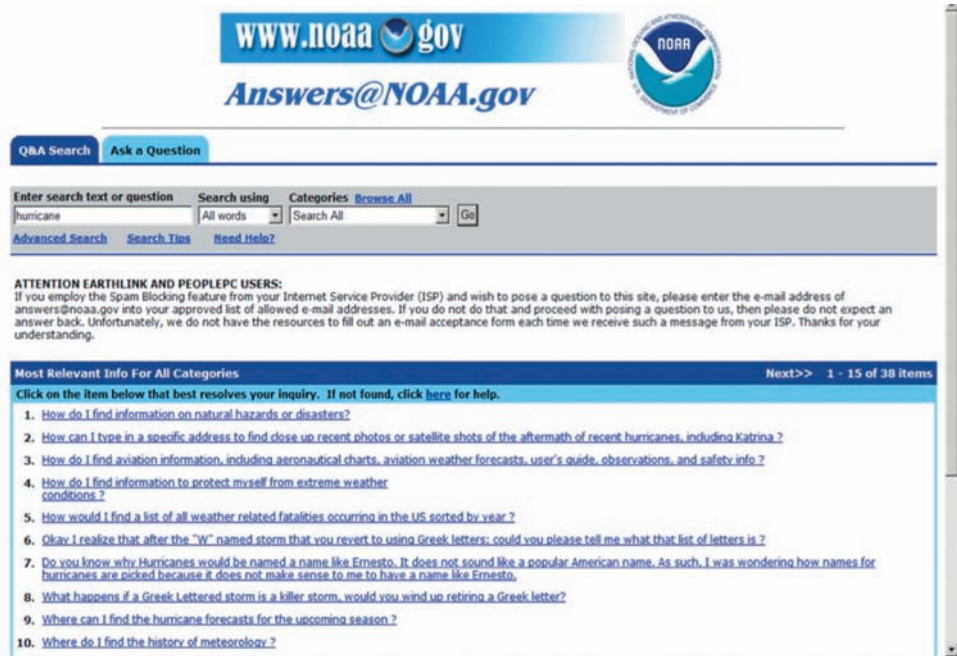 www.noaa gov
NOAA
NATIONAL OCEANIC AND ATMOSPHERIC ADMINISTRATION
U.S. DEPARTMENT OF COMMERCE
Answers@NOAA.gov
Q&A Search Ask a Question
Enter search text or question Search using Categories Browse All
hurricane All words Search All Go
Advanced Search Search Tips Need Help?
ATTENTION EARTHLINK AND PEOPLEPC USERS:
If you employ the Spam Blocking feature from your Internet Service Provider (ISP) and wish to pose a question to this site, please enter the e-mail address of
answers@noaa.gov into your approved list of allowed e-mail addresses. If you do not do that and proceed with posing a question to us, then please do not expect an
answer back. Unfortunately, we do not have the resources to fill out an e-mail acceptance form each time we receive such a message from your ISP. Thanks for your
understanding.
Most Relevant Info For All Categories Next>> 1 - 15 of 38 items
Click on the item below that best resolves your inquiry. If not found, click here for help.
1. How do I find information on natural hazards or disasters?
2. How can I type in a specific address to find close up recent photos or satellite shots of the aftermath of recent hurricanes, including Katrina ?
3. How do I find aviation information, including aeronautical charts, aviation weather forecasts, user's guide, observations, and safety info ?
4. How do I find information to protect myself from extreme weather
conditions ?
5. How would I find a list of all weather related fatalities occurring in the US sorted by year ?
6. Okay I realize that after the "W" named storm that you revert to using Greek letters; could you please tell me what that list of letters is ?
7. Do you know why Hurricanes would be named a name like Ernesto. It does not sound like a popular American name. As such, I was wondering how names for
hurricanes are picked because it does not make sense to me to have a name like Ernesto.
8. What happens if a Greek Lettered storm is a killer storm, would you wind up retiring a Greek letter?
9. Where can I find the hurricane forecasts for the upcoming season ?
10. Where do I find the history of meteorology ?